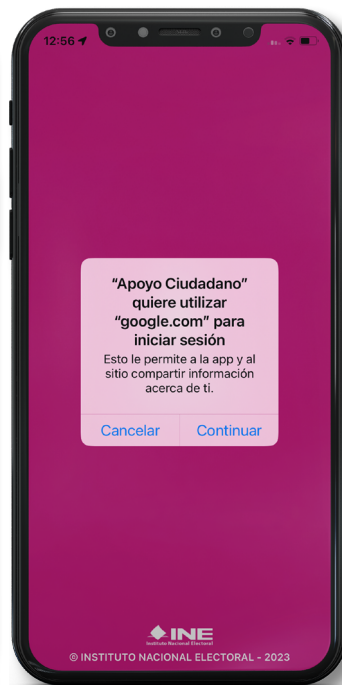 12:56
“Apoyo Ciudadano”
quiere utilizar
“google.com” para
iniciar sesión
Esto le permite a la app y al
sitio compartir información
acerca de ti.
Cancelar Continuar
INE
Instituto Nacional Electoral
© INSTITUTO NACIONAL ELECTORAL - 2023